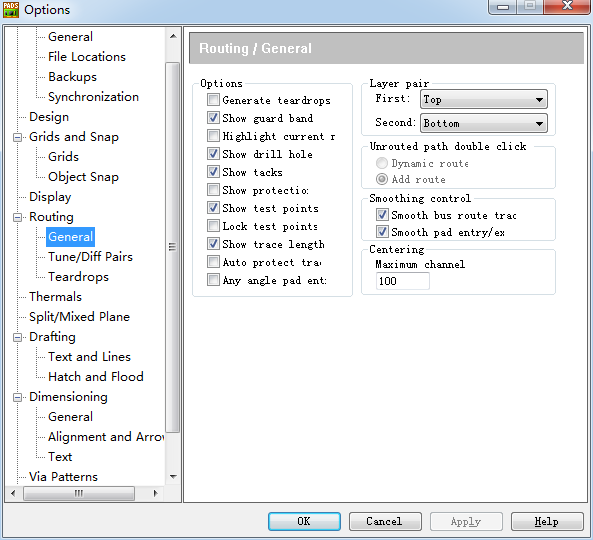 PADS
Options
General
File Locations
Backups
Synchronization
Design
Grids and Snap
Grids
Object Snap
Display
Routing
General
Tune/Diff Pairs
Teardrops
Thermals
Split/Mixed Plane
Drafting
Text and Lines
Hatch and Flood
Dimensioning
General
Alignment and Arrow
Text
Via Patterns
Routing / General
Options
Generate teardrops
Show guard band
Highlight current r
Show drill hole
Show tacks
Show protectio
Show test points
Lock test points
Show trace length
Auto protect tra
Any angle pad ent
Layer pair
First: Top
Second: Bottom
Unrouted path double click
Dynamic route
Add route
Smoothing control
Smooth bus route trac
Smooth pad entry/ex
Centering
Maximum channel
100
OK
Cancel
Apply
Help